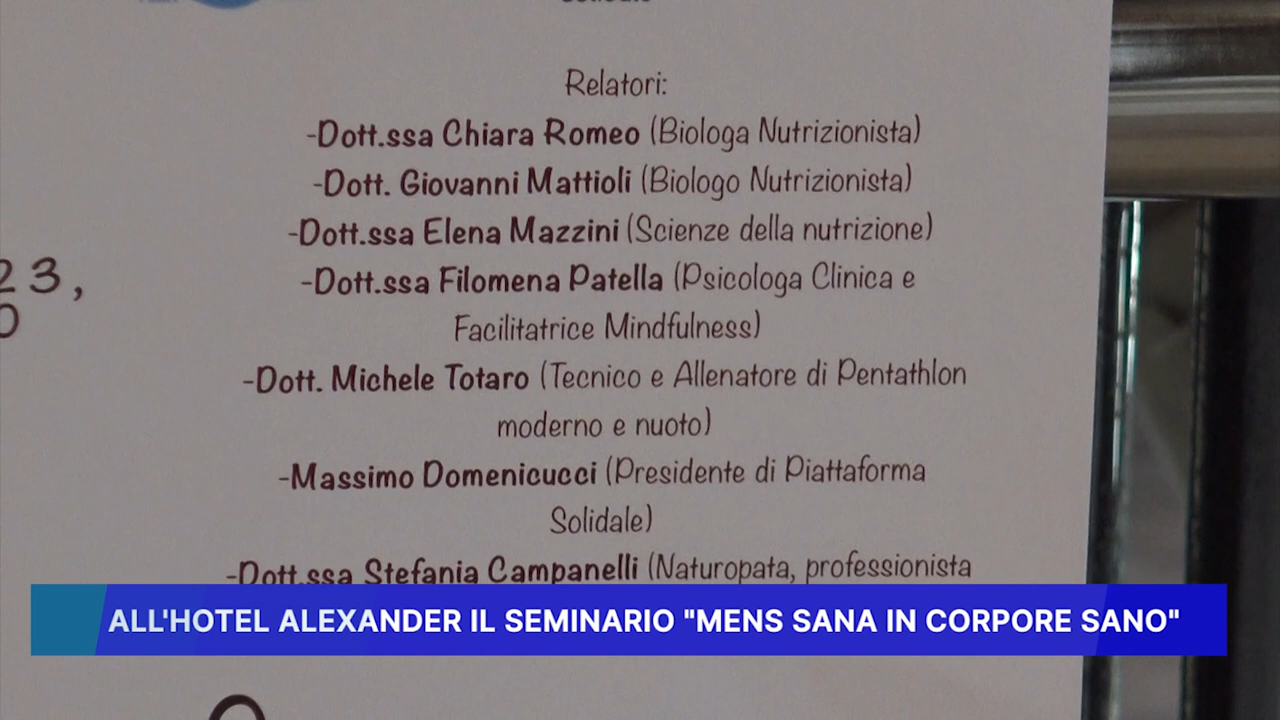 Relatori:
-Dott.ssa Chiara Romeo (Biologa Nutrizionista)
-Dott. Giovanni Mattioli (Biologo Nutrizionista)
-Dott.ssa Elena Mazzini (Scienze della nutrizione)
23,
-Dott.ssa Filomena Patella (Psicologa Clinica e
Facilitatrice Mindfulness)
-Dott. Michele Totaro (Tecnico e Allenatore di Pentathlon
moderno e nuoto)
-Massimo Domenicucci (Presidente di Piattaforma
Solidale)
-Dott.ssa Stefania Campanelli (Naturopata, professionista
ALL'HOTEL ALEXANDER IL SEMINARIO "MENS SANA IN CORPORE SANO"